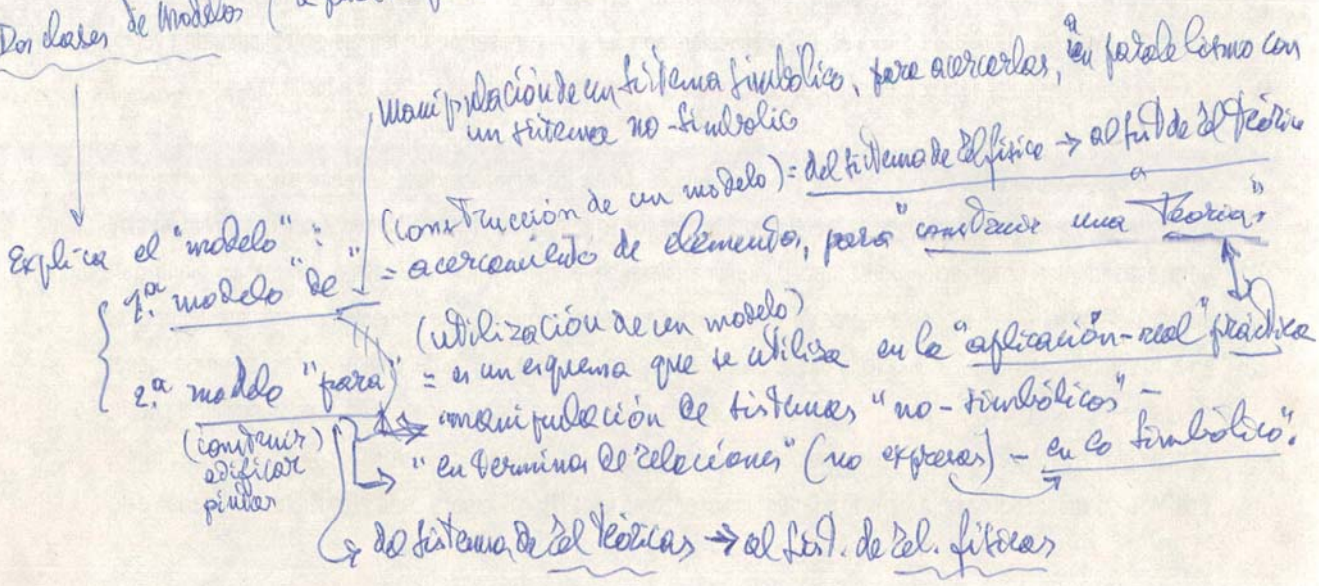 Dos clases de modelos (
Manipulación de un sistema simbólico, para acercarlos, en paralelismo con
un sistema no-simbólico
(construcción de un modelo) = del sistema de rel física → al sist de rel teórica
Explica el "modelo":
1.ª modelo "de" = acercamiento de elementos, para "construir una Teoría"
(utilización de un modelo)
2.ª modelo "para" = es un esquema que se utiliza en la "aplicación-real" práctica
(construir)
edificar
pintar
manipulación de sistemas "no-simbólicos" -
"en terminos de relaciones" (no expresas) - en lo simbólico".
del sistema de rel teóricas → al sist. de rel. físicas